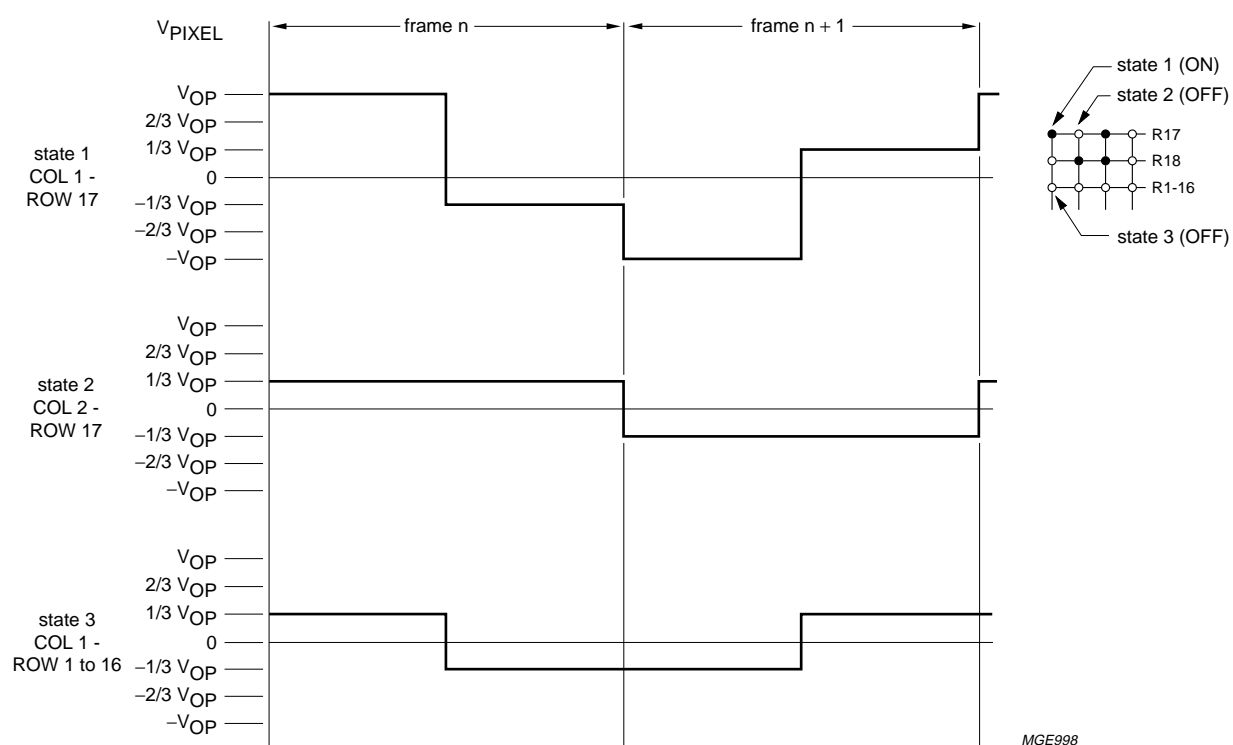 VPIXEL
frame n
frame n + 1
state 1
COL 1 -
ROW 17
VOP
2/3 VOP
1/3 VOP
0
−1/3 VOP
−2/3 VOP
−VOP
state 2
COL 2 -
ROW 17
VOP
2/3 VOP
1/3 VOP
0
−1/3 VOP
−2/3 VOP
−VOP
state 3
COL 1 -
ROW 1 to 16
VOP
2/3 VOP
1/3 VOP
0
−1/3 VOP
−2/3 VOP
−VOP
state 1 (ON)
state 2 (OFF)
R17
R18
R1-16
state 3 (OFF)
MGE998